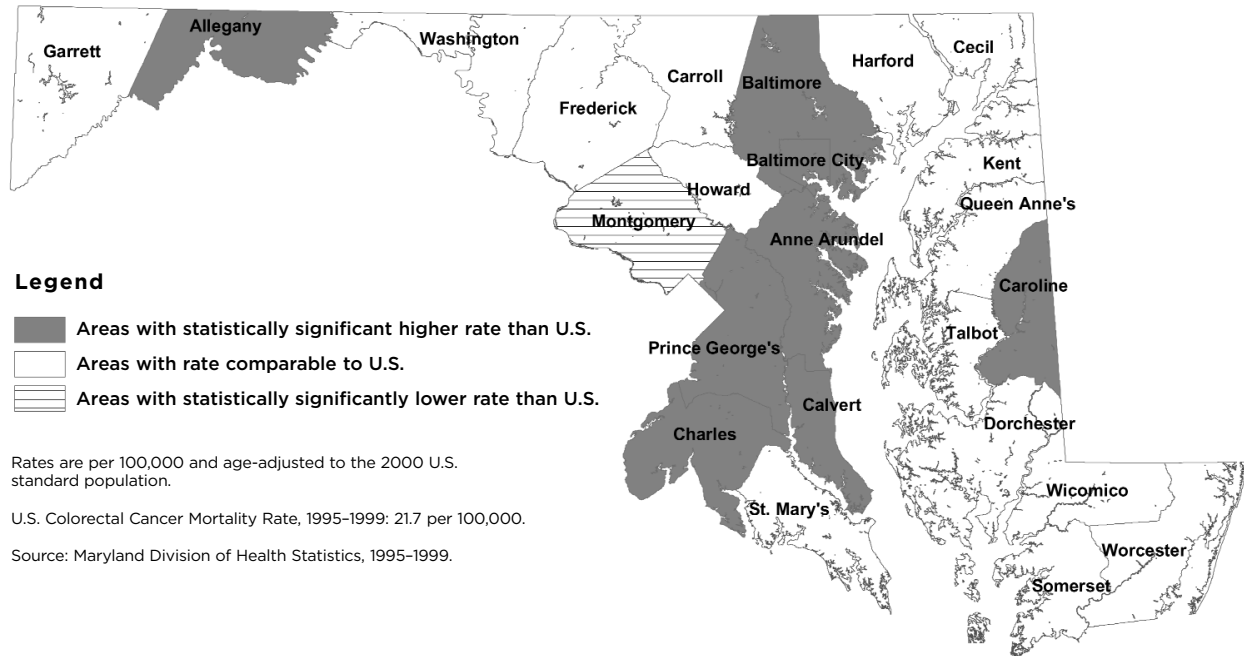 Garrett
Allegany
Washington
Frederick
Carroll
Baltimore
Harford
Cecil
Baltimore City
Kent
Howard
Queen Anne's
Montgomery
Anne Arundel
Caroline
Talbot
Prince George's
Calvert
Dorchester
Charles
Wicomico
St. Mary's
Worcester
Somerset
Legend
Areas with statistically significant higher rate than U.S.
Areas with rate comparable to U.S.
Areas with statistically significantly lower rate than U.S.
Rates are per 100,000 and age-adjusted to the 2000 U.S.
standard population.
U.S. Colorectal Cancer Mortality Rate, 1995–1999: 21.7 per 100,000.
Source: Maryland Division of Health Statistics, 1995–1999.